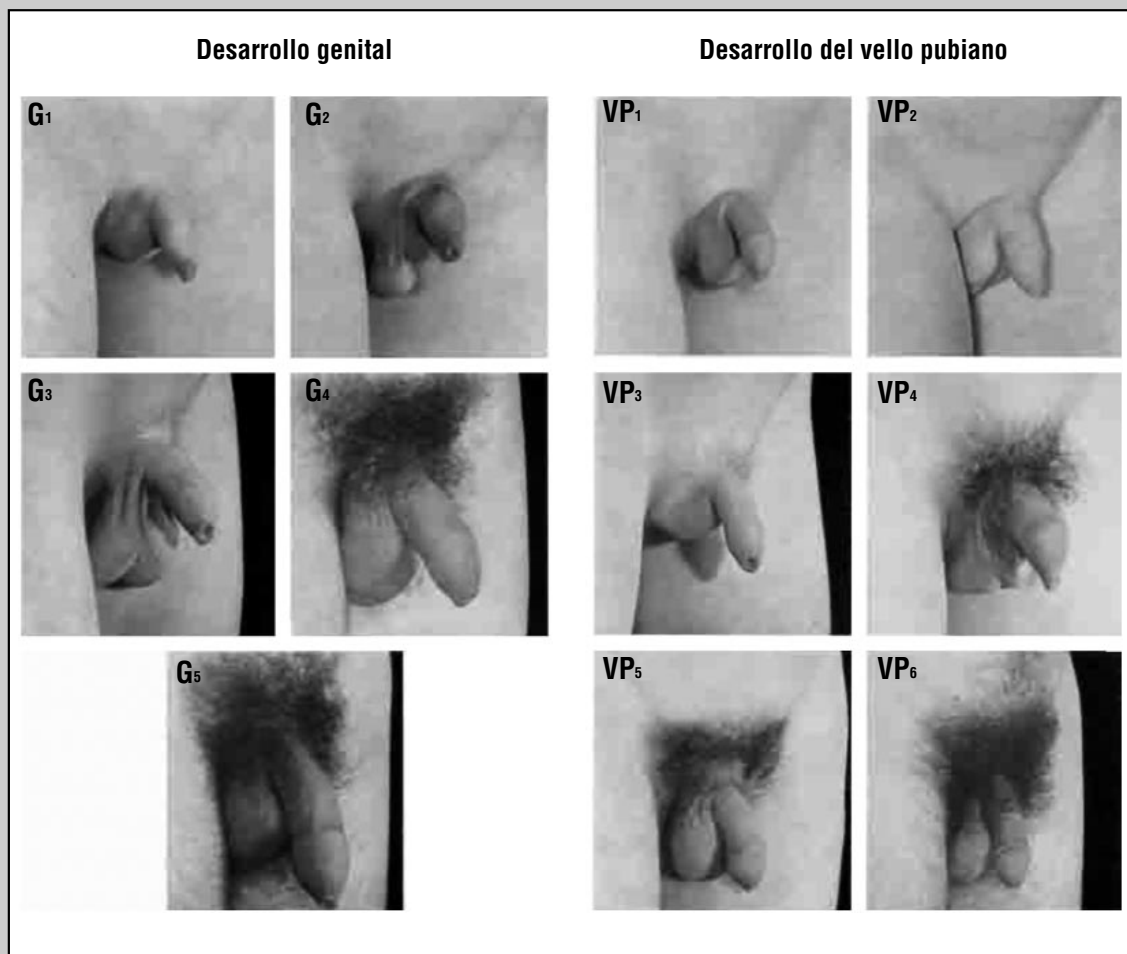 Desarrollo genital
Desarrollo del vello pubiano
G1
G2
VP1
VP2
G3
G4
VP3
VP4
G5
VP5
VP6